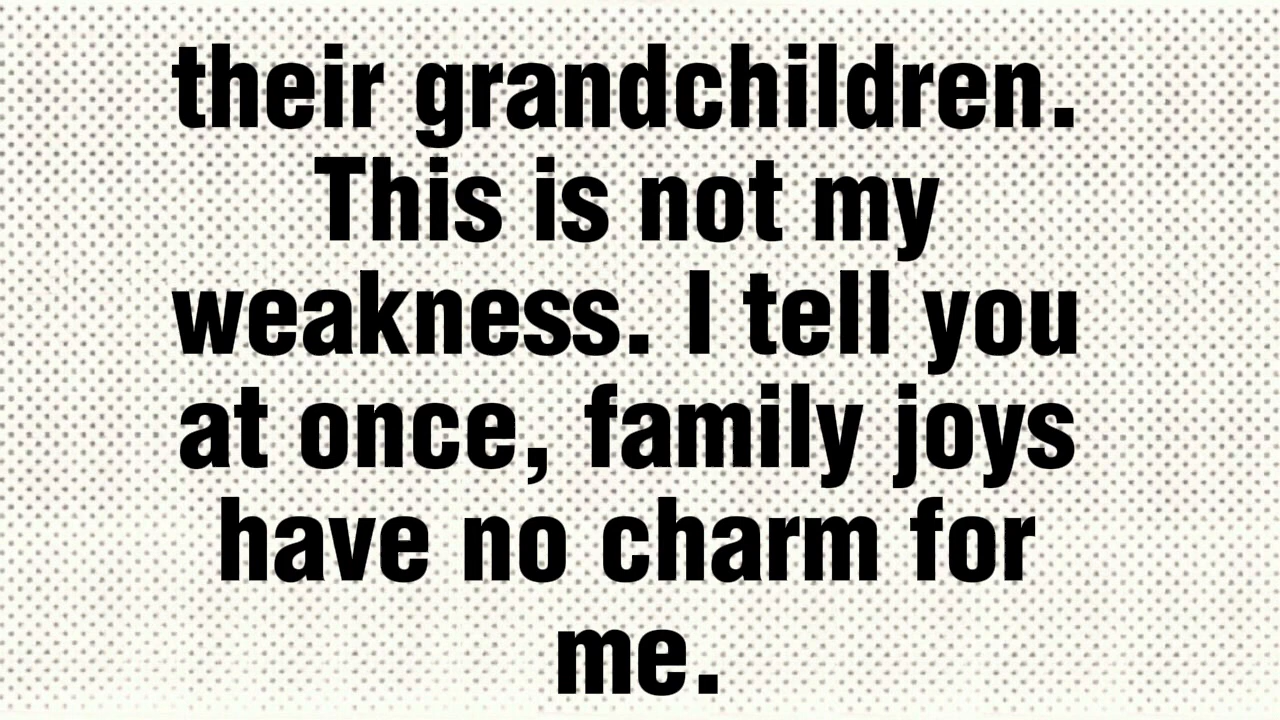 their grandchildren.
This is not my
weakness. I tell you
at once, family joys
have no charm for
me.